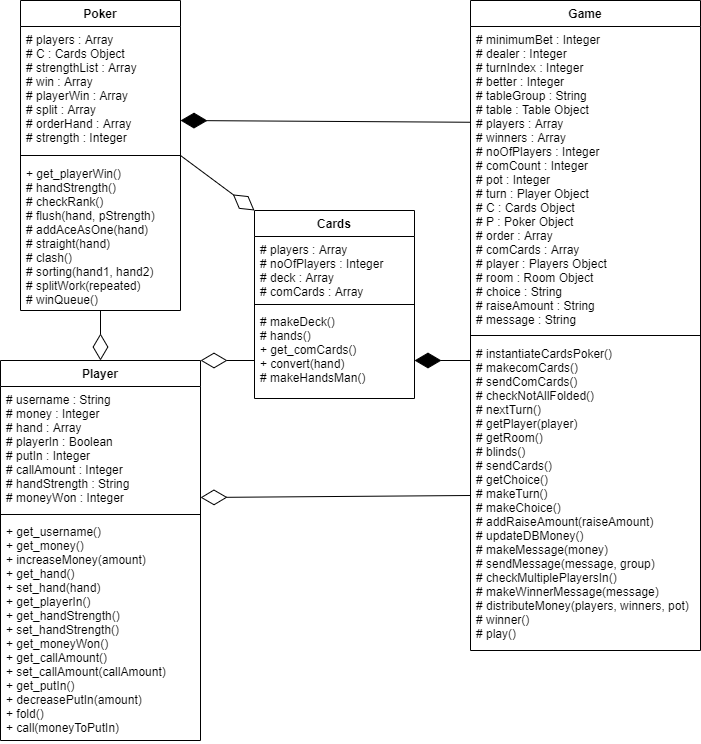 Poker
# players : Array
# C : Cards Object
# strengthList : Array
# win : Array
# playerWin : Array
# split : Array
# orderHand : Array
# strength : Integer
+ get_playerWin()
# handStrength()
# checkRank()
# flush(hand, pStrength)
# addAceAsOne(hand)
# straight(hand)
# clash()
# sorting(hand1, hand2)
# splitWork(repeated)
# winQueue()
Cards
# players : Array
# noOfPlayers : Integer
# deck : Array
# comCards : Array
# makeDeck()
# hands()
+ get_comCards()
+ convert(hand)
# makeHandsMan()
Player
# username : String
# money : Integer
# hand : Array
# playerIn : Boolean
# putIn : Integer
# callAmount : Integer
# handStrength : String
# moneyWon : Integer
+ get_username()
+ get_money()
+ increaseMoney(amount)
+ get_hand()
+ set_hand(hand)
+ get_playerIn()
+ get_handStrength()
+ set_handStrength()
+ get_moneyWon()
+ get_callAmount()
+ set_callAmount(callAmount)
+ get_putIn()
+ decreasePutIn(amount)
+ fold()
+ call(moneyToPutIn)
Game
# minimumBet : Integer
# dealer : Integer
# turnIndex : Integer
# better : Integer
# tableGroup : String
# table : Table Object
# players : Array
# winners : Array
# noOfPlayers : Integer
# comCount : Integer
# pot : Integer
# turn : Player Object
# C : Cards Object
# P : Poker Object
# order : Array
# comCards : Array
# player : Players Object
# room : Room Object
# choice : String
# raiseAmount : String
# message : String
# instantiateCardsPoker()
# makecomCards()
# sendComCards()
# checkNotAllFolded()
# nextTurn()
# getPlayer(player)
# getRoom()
# blinds()
# sendCards()
# getChoice()
# makeTurn()
# makeChoice()
# addRaiseAmount(raiseAmount)
# updateDBMoney()
# makeMessage(money)
# sendMessage(message, group)
# checkMultiplePlayersIn()
# makeWinnerMessage(message)
# distributeMoney(players, winners, pot)
# winner()
# play()